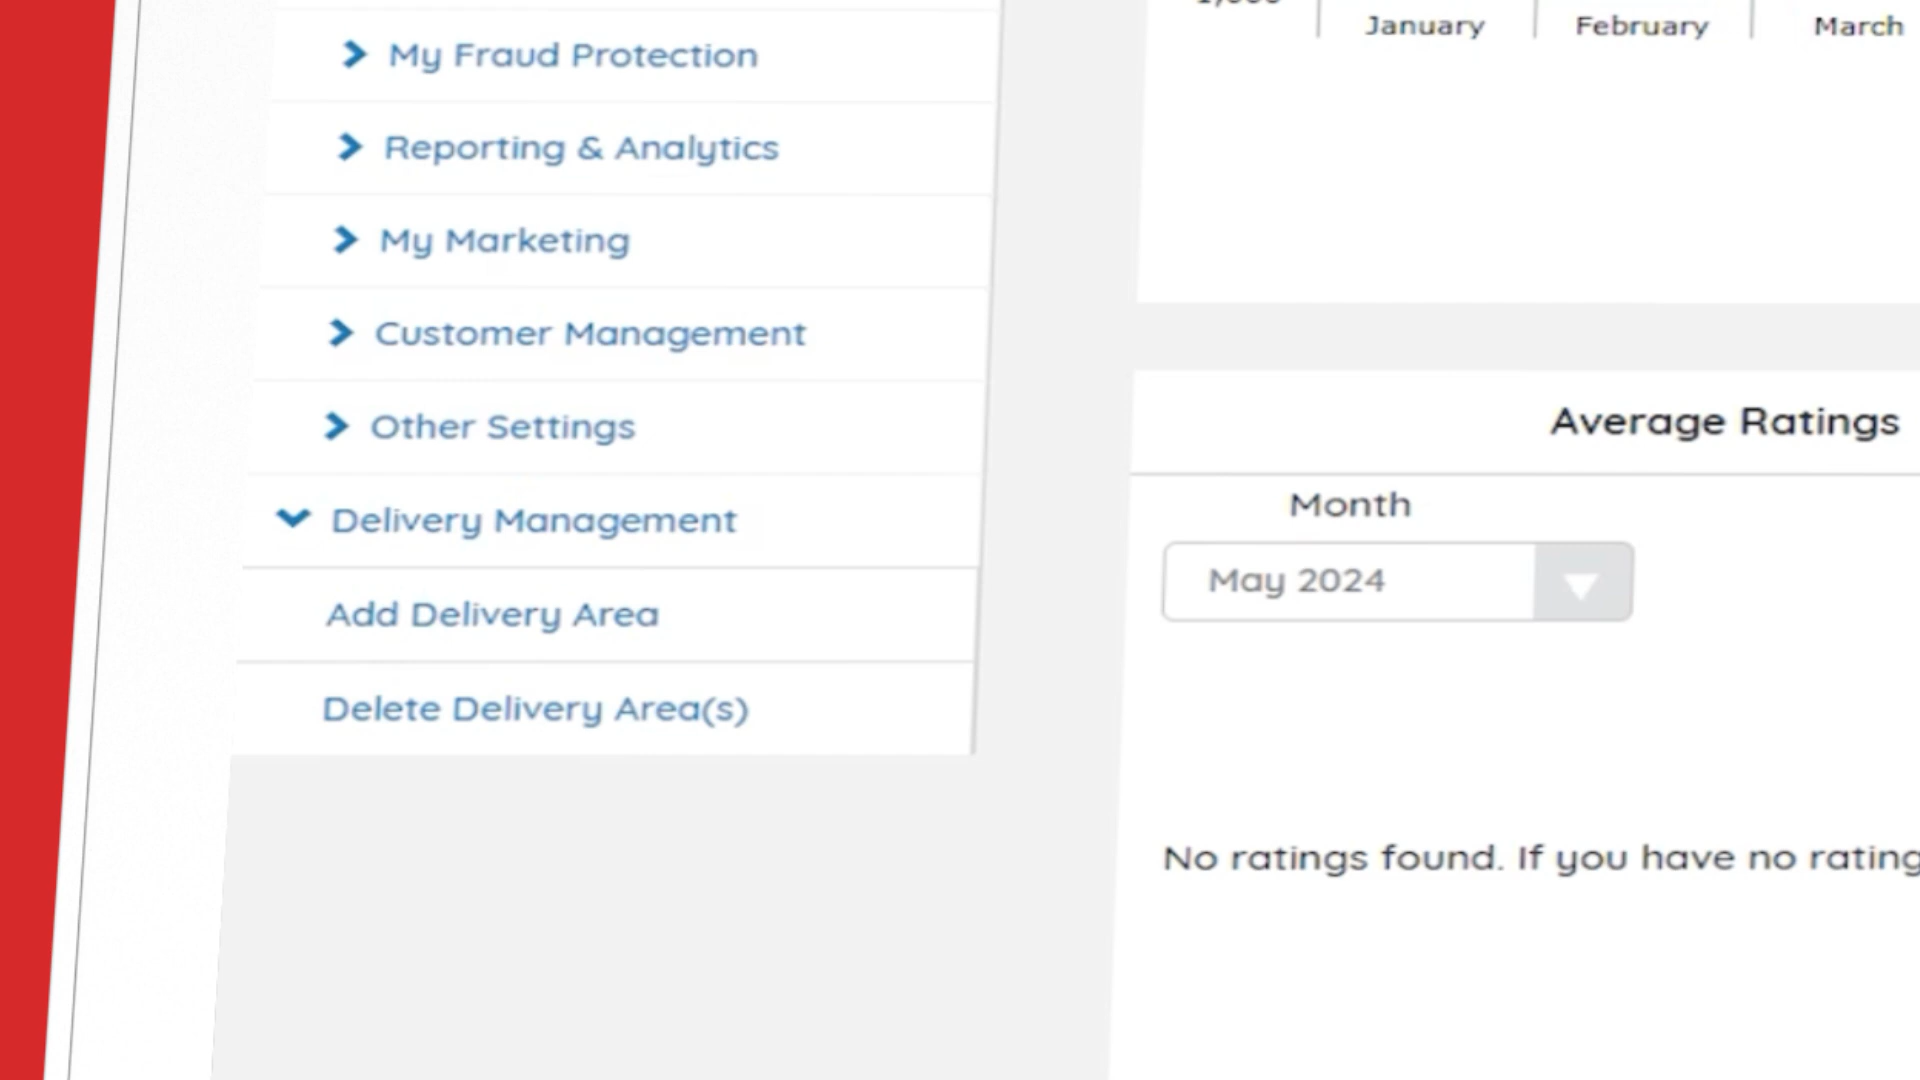 My Fraud Protection
Reporting & Analytics
My Marketing
Customer Management
Other Settings
Delivery Management
Add Delivery Area
Delete Delivery Area(s)
January February March
Average Ratings
Month
May 2024
No ratings found. If you have no rating